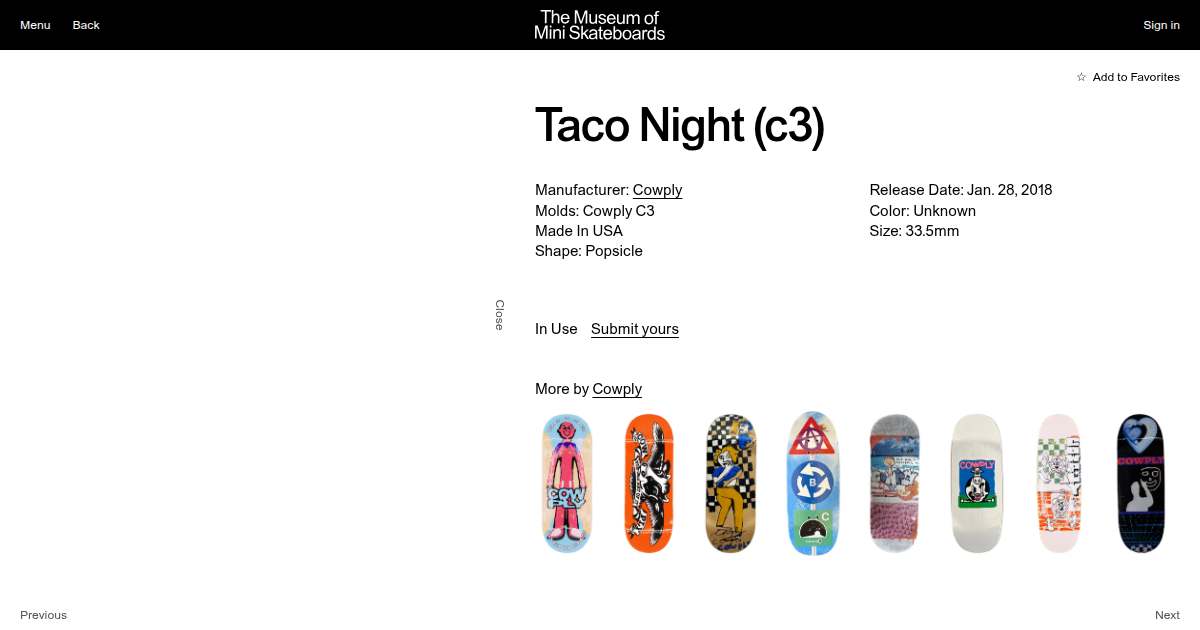 Menu
Back
The Museum of
Mini Skateboards
Sign in
☆ Add to Favorites
Taco Night (c3)
Manufacturer: Cowply
Molds: Cowply C3
Made In USA
Shape: Popsicle
Release Date: Jan. 28, 2018
Color: Unknown
Size: 33.5mm
Close
In Use Submit yours
More by Cowply
COW
PLY
B
C
COWPLY
COWPLY
Previous
Next